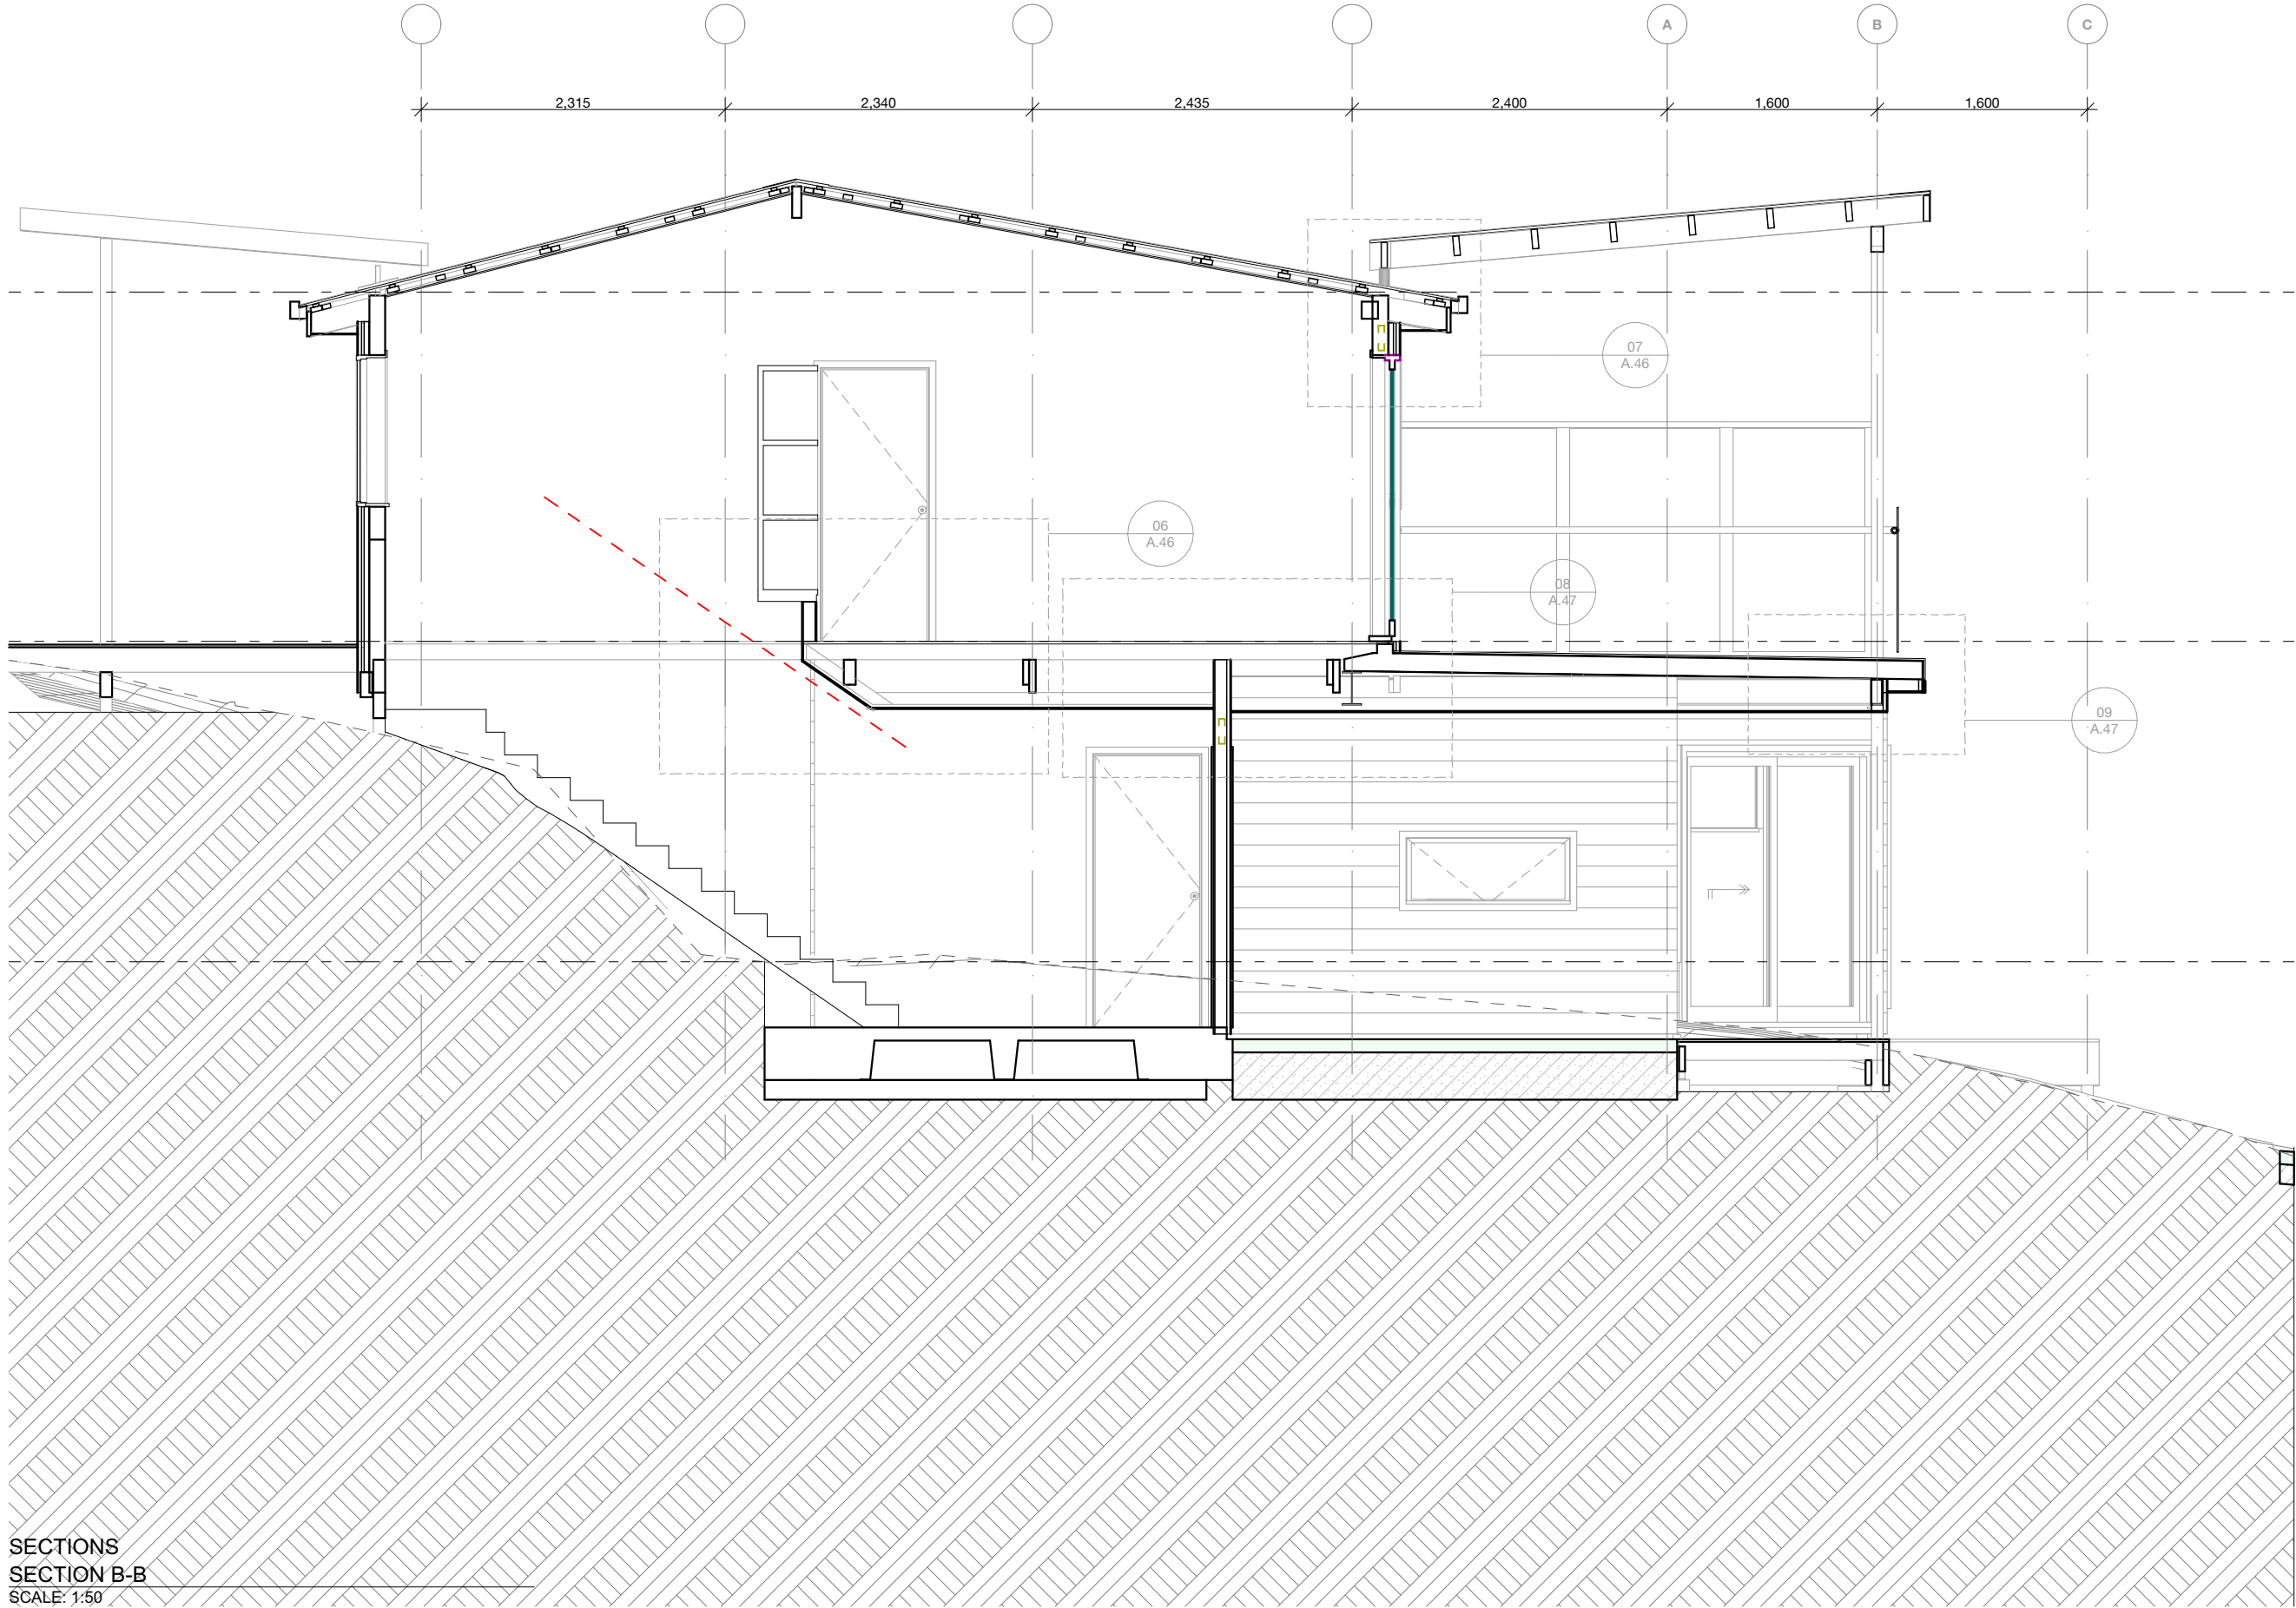 A
B
C
2,315
2,340
2,435
2,400
1,600
1,600
07
A.46
06
A.46
08
A.47
09
A.47
SECTIONS
SECTION B-B
SCALE: 1:50